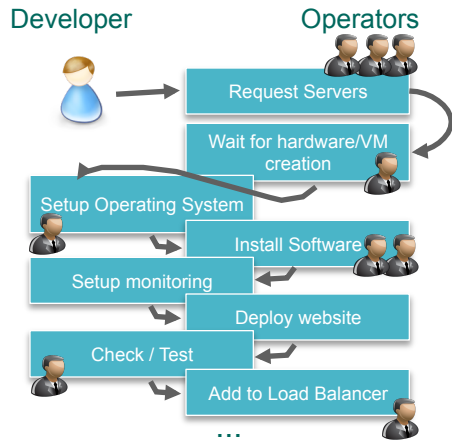 Developer
Operators
Request Servers
Wait for hardware/VM
creation
Setup Operating System
Install Software
Setup monitoring
Deploy website
Check / Test
Add to Load Balancer
...